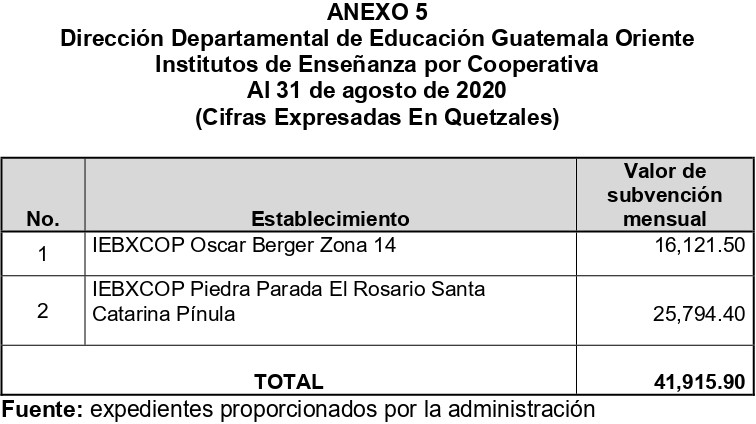 ANEXO 5
Dirección Departamental de Educación Guatemala Oriente
Institutos de Enseñanza por Cooperativa
Al 31 de agosto de 2020
(Cifras Expresadas En Quetzales)
No. Establecimiento Valor de subvención mensual
1 IEBXCOP Oscar Berger Zona 14 16,121.50
2 IEBXCOP Piedra Parada El Rosario Santa
Catarina Pínula 25,794.40
TOTAL 41,915.90
Fuente: expedientes proporcionados por la administración